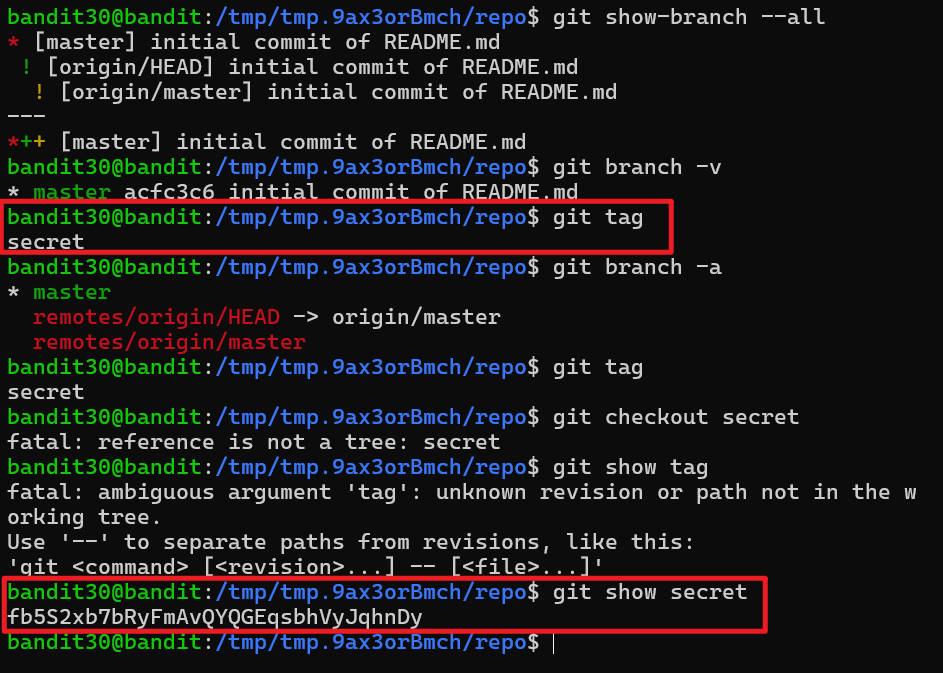 bandit30@bandit:/tmp/tmp.9ax3orBmch/repo$ git show-branch --all
* [master] initial commit of README.md
 ! [origin/HEAD] initial commit of README.md
  ! [origin/master] initial commit of README.md
---
*++ [master] initial commit of README.md
bandit30@bandit:/tmp/tmp.9ax3orBmch/repo$ git branch -v
* master acfc3c6 initial commit of README.md
bandit30@bandit:/tmp/tmp.9ax3orBmch/repo$ git tag
secret
bandit30@bandit:/tmp/tmp.9ax3orBmch/repo$ git branch -a
* master
  remotes/origin/HEAD -> origin/master
  remotes/origin/master
bandit30@bandit:/tmp/tmp.9ax3orBmch/repo$ git tag
secret
bandit30@bandit:/tmp/tmp.9ax3orBmch/repo$ git checkout secret
fatal: reference is not a tree: secret
bandit30@bandit:/tmp/tmp.9ax3orBmch/repo$ git show tag
fatal: ambiguous argument 'tag': unknown revision or path not in the w
orking tree.
Use '--' to separate paths from revisions, like this:
'git <command> [<revision>...] -- [<file>...]'
bandit30@bandit:/tmp/tmp.9ax3orBmch/repo$ git show secret
fb5S2xb7bRyFmAvQYQGEqsbhVyJqhnDy
bandit30@bandit:/tmp/tmp.9ax3orBmch/repo$